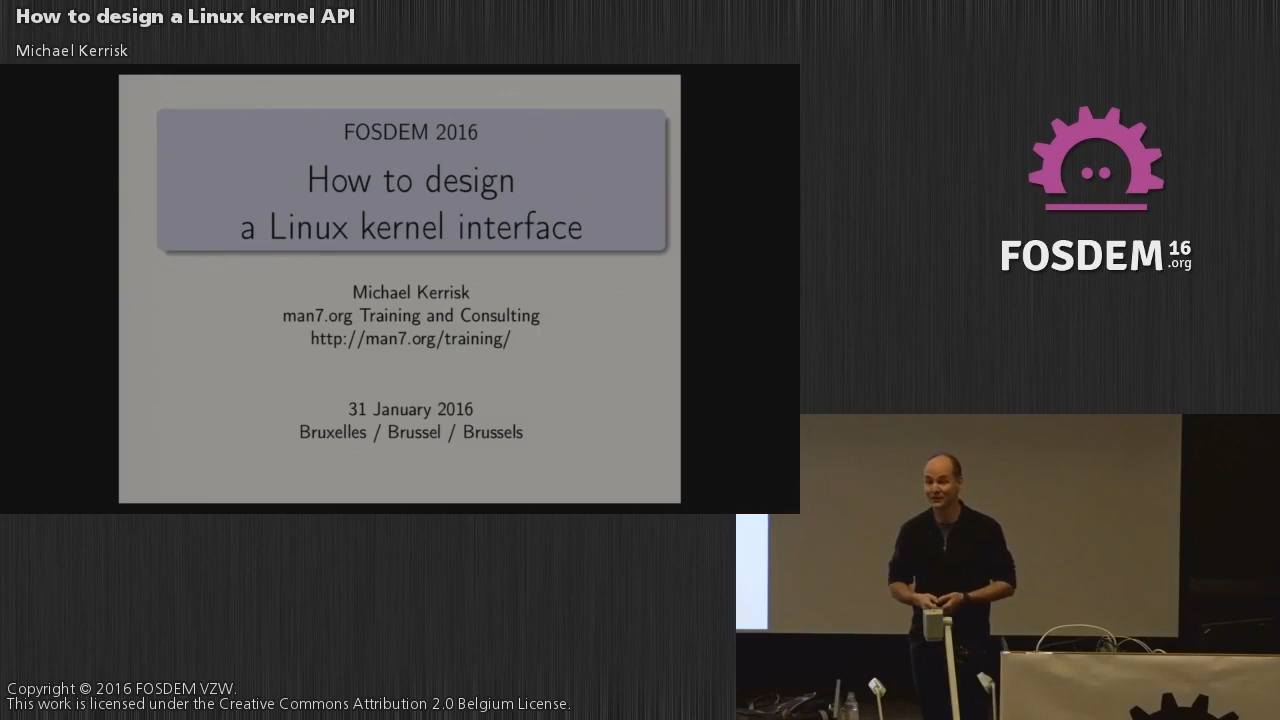 How to design a Linux kernel API
Michael Kerrisk
FOSDEM 2016
How to design
a Linux kernel interface
Michael Kerrisk
man7.org Training and Consulting
http://man7.org/training/
31 January 2016
Bruxelles / Brussel / Brussels
FOSDEM 16
.org
Copyright © 2016 FOSDEM VZW.
This work is licensed under the Creative Commons Attribution 2.0 Belgium License.